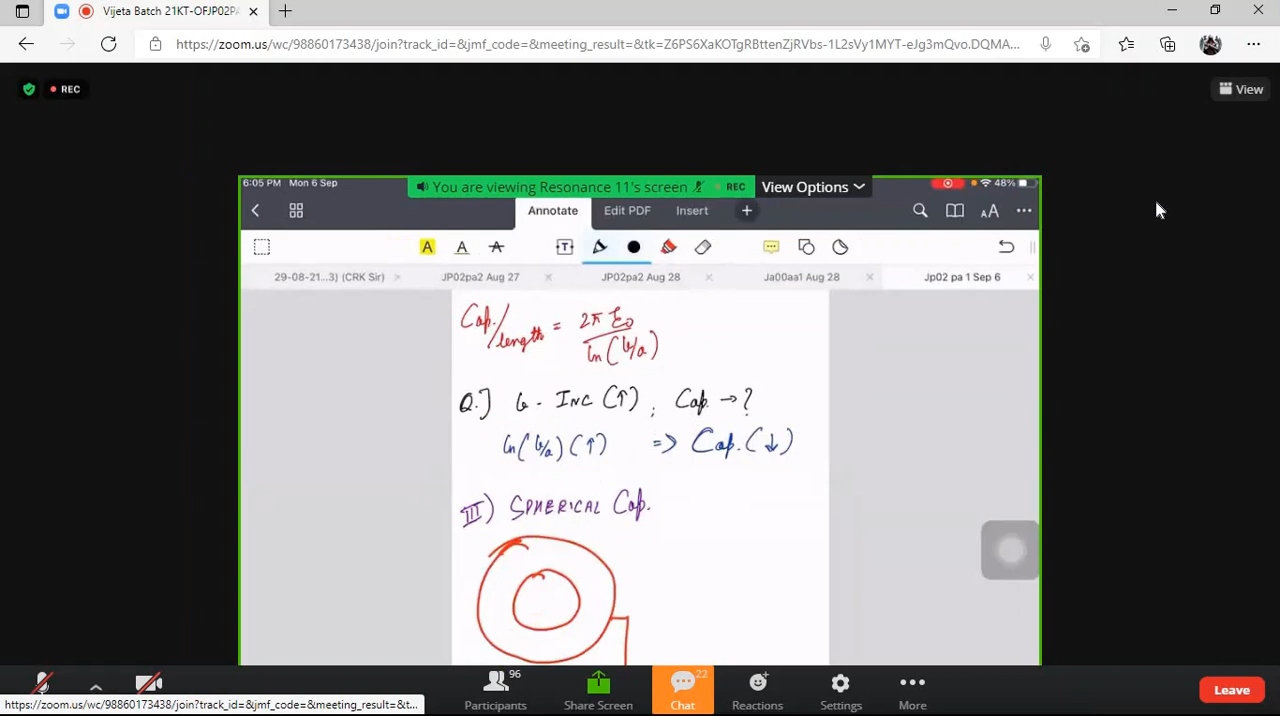 Vijeta Batch 21KT-OFJP02PA
https://zoom.us/wc/98860173438/join?track_id=&jmf_code=&meeting_result=&tk=Z6PS6XaKOTgRBttenZjRVbs-1L2sVy1MYT-eJg3mQvo.DQMA...
REC
View
6:05 PM Mon 6 Sep
You are viewing Resonance 11's screen REC
View Options
48%
Annotate Edit PDF Insert +
A A A T
29-08-21...3) (CRK Sir) JP02pa2 Aug 27 JP02pa2 Aug 28 Ja00aa1 Aug 28 Jp02 pa 1 Sep 6
Cap./length = 2π ε₀ / ln(b/a)
Q.] b - INC (↑) ; Cap. → ?
ln(b/a) (↑) => Cap. (↓)
III) SPHERICAL Cap.
96 22
Participants Share Screen Chat Reactions Settings More Leave
https://zoom.us/wc/98860173438/join?track_id=&jmf_code=&meeting_result=&t...